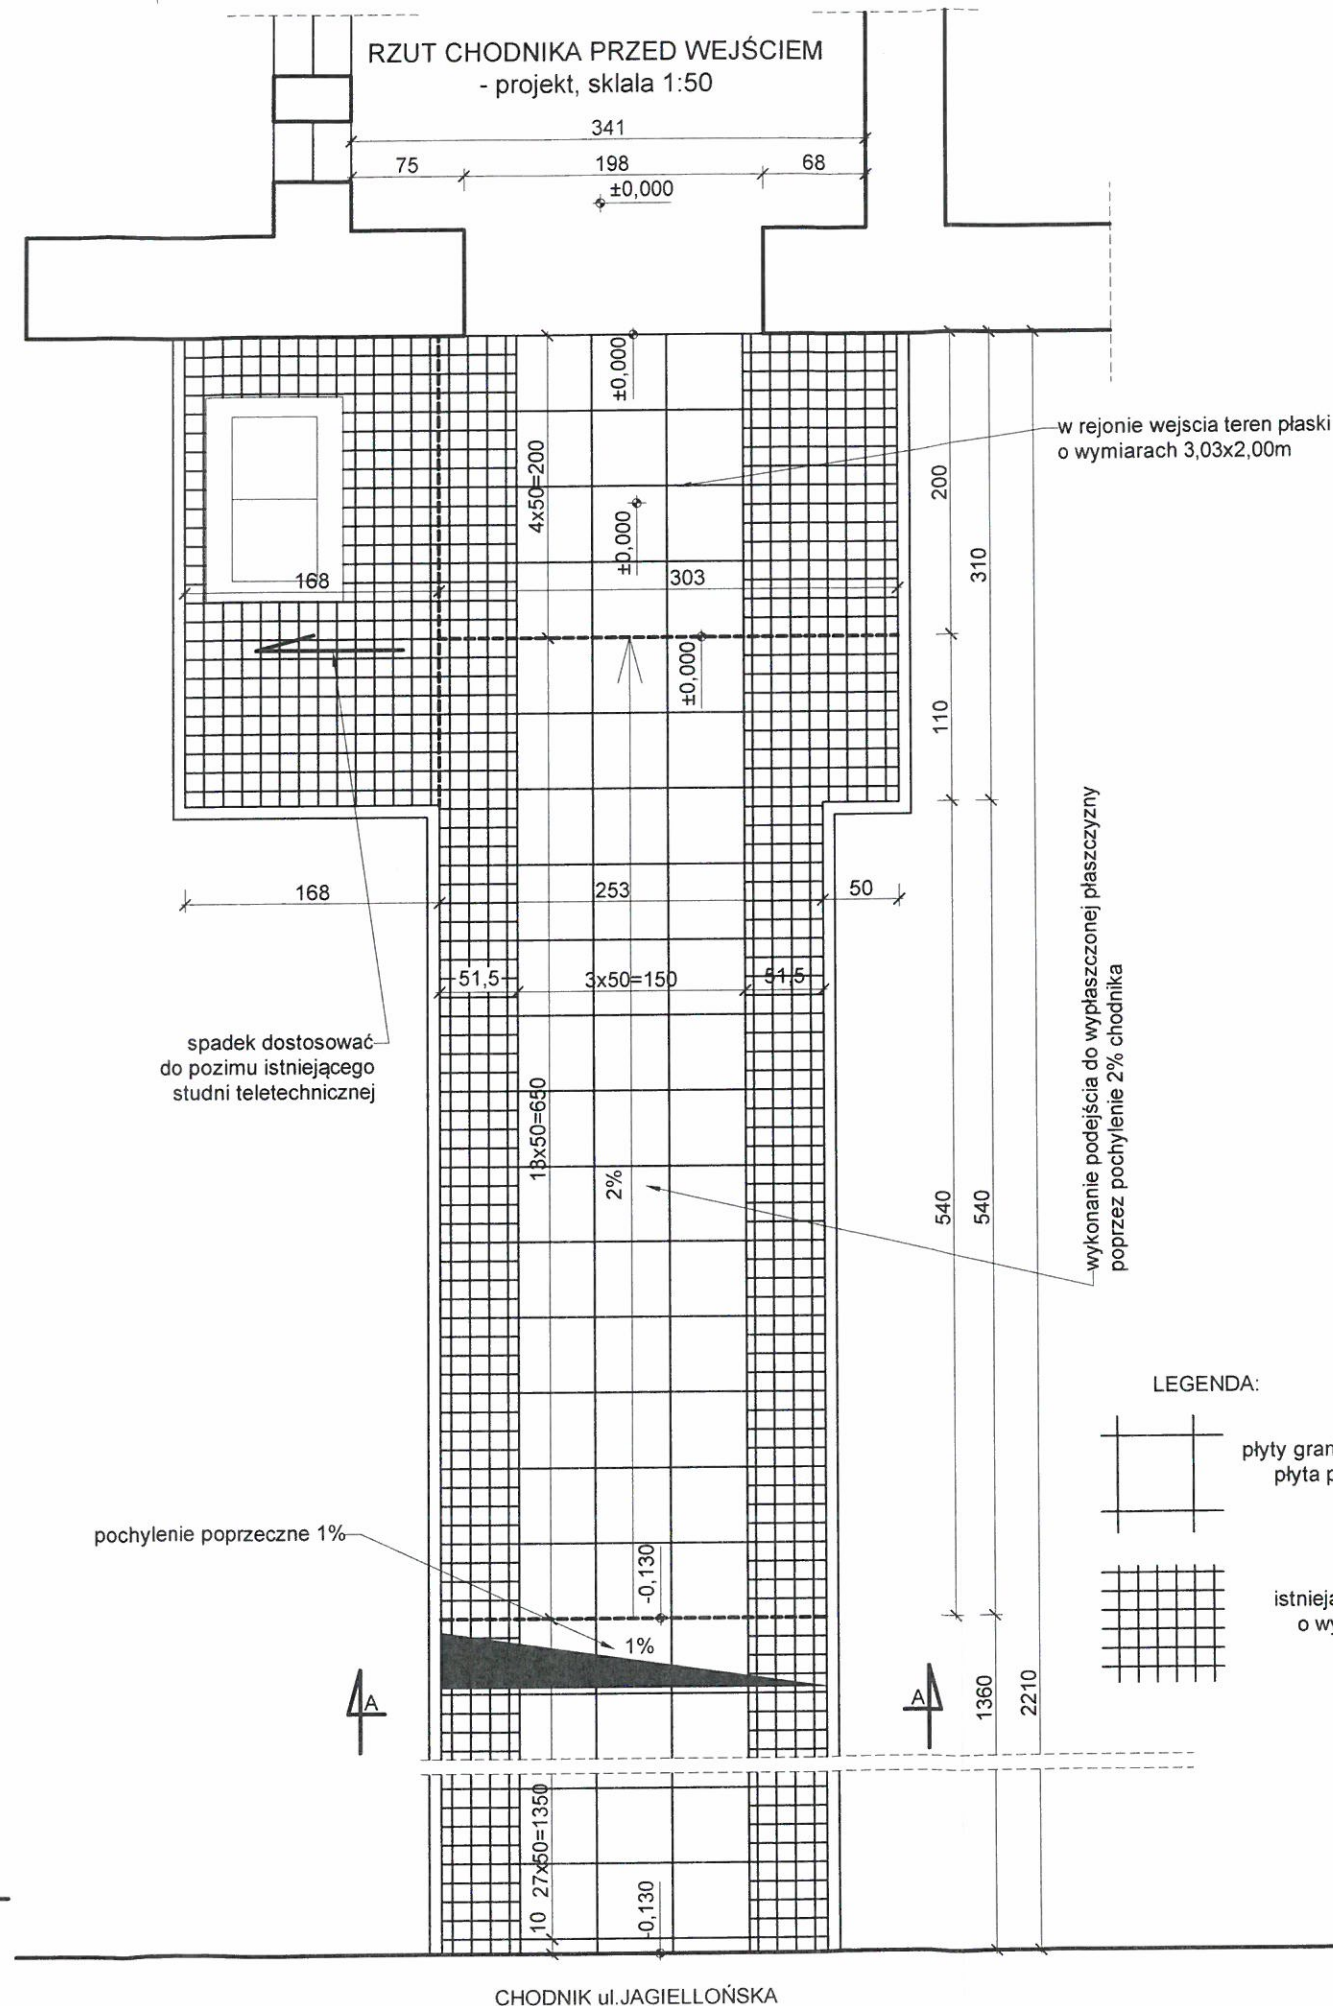 RZUT CHODNIKA PRZED WEJŚCIEM
- projekt, sklala 1:50
341
75
198
68
±0,000
±0,000
4x50=200
±0,000
w rejonie wejscia teren płaski
o wymiarach 3,03x2,00m
200
310
168
303
±0,000
110
168
253
50
51,5
3x50=150
51,5
spadek dostosować
do pozimu istniejącego
studni teletechnicznej
wykonanie podejścia do wypłaszczonej płaszczyzny
poprzez pochylenie 2% chodnika
13x50=650
2%
540
540
LEGENDA:
płyty gran
płyta p
pochylenie poprzeczne 1%
-0,130
1%
istnieją
o wy
A
A
1360
2210
10 27x50=1350
-0,130
CHODNIK ul.JAGIELLOŃSKA